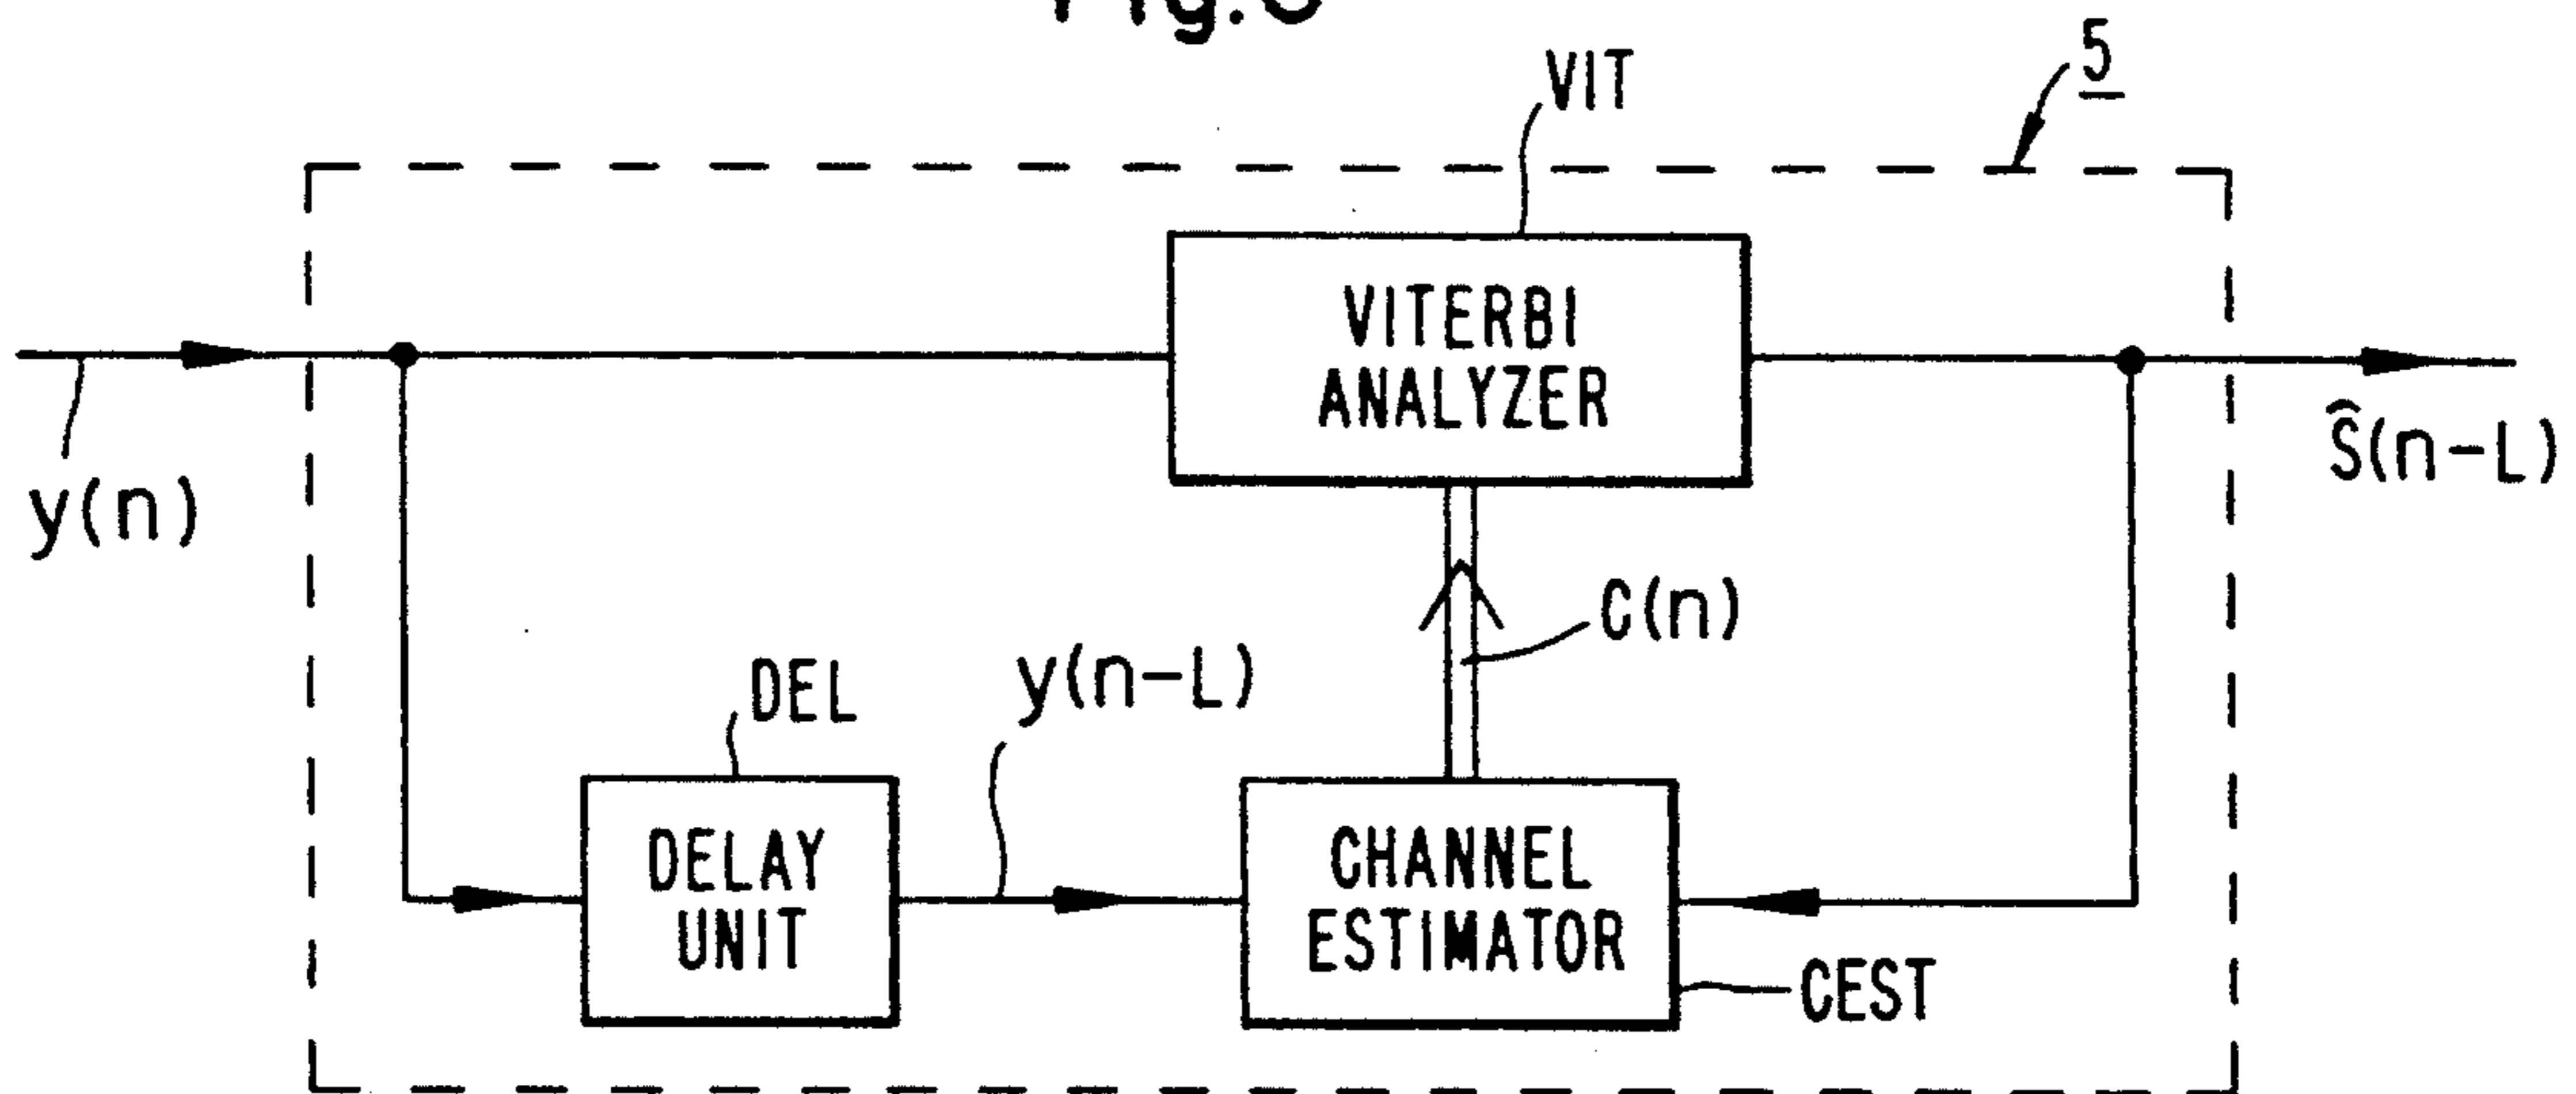 5
VIT
VITERBI
ANALYZER
y(n)
ŝ(n-L)
C(n)
DEL
y(n-L)
DELAY
UNIT
CHANNEL
ESTIMATOR
CEST